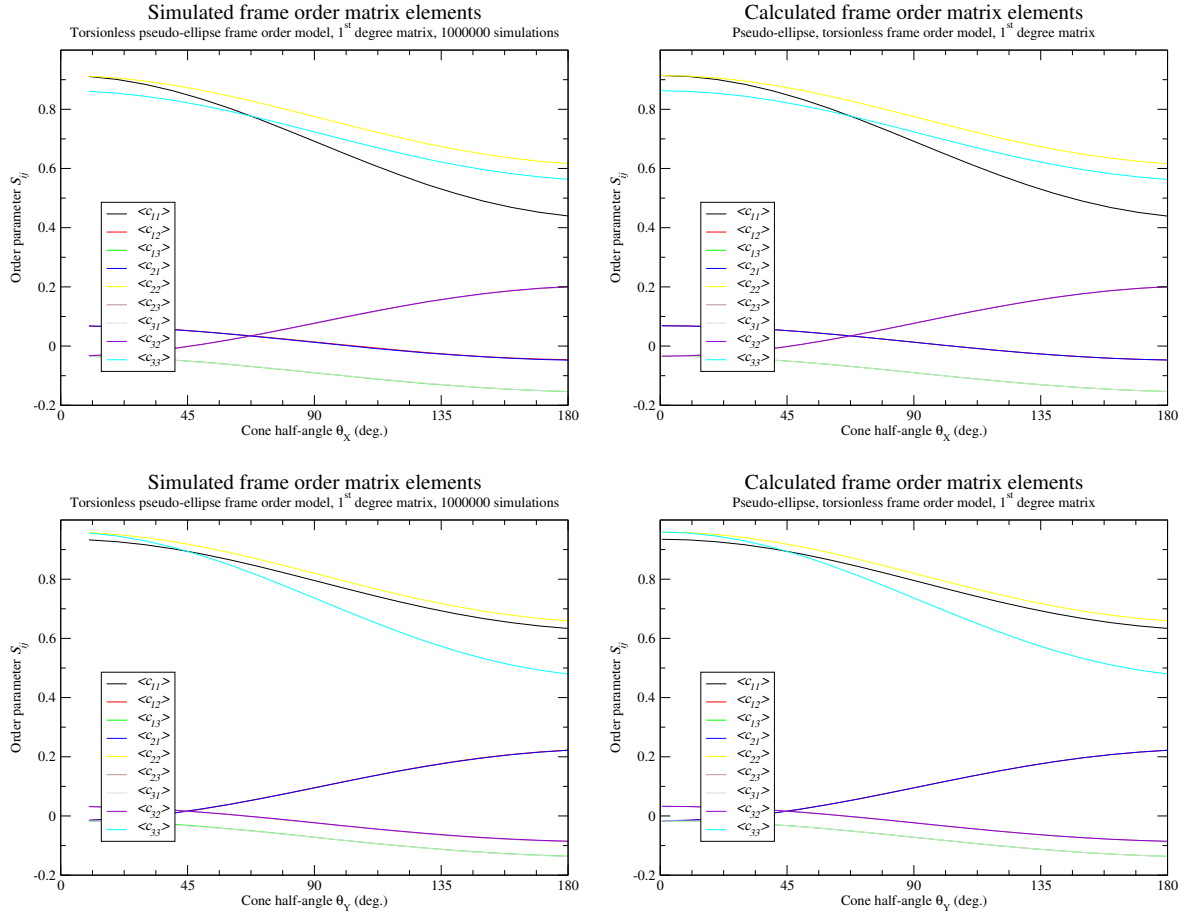 Simulated frame order matrix elements
Torsionless pseudo-ellipse frame order model, 1st degree matrix, 1000000 simulations
Order parameter Sij
0.8
0.6
0.4
0.2
0
-0.2
<c11>
<c12>
<c13>
<c21>
<c22>
<c23>
<c31>
<c32>
<c33>
0 45 90 135 180
Cone half-angle θX (deg.)
Calculated frame order matrix elements
Pseudo-ellipse, torsionless frame order model, 1st degree matrix
Order parameter Sij
0.8
0.6
0.4
0.2
0
-0.2
<c11>
<c12>
<c13>
<c21>
<c22>
<c23>
<c31>
<c32>
<c33>
0 45 90 135 180
Cone half-angle θX (deg.)
Simulated frame order matrix elements
Torsionless pseudo-ellipse frame order model, 1st degree matrix, 1000000 simulations
Order parameter Sij
0.8
0.6
0.4
0.2
0
-0.2
<c11>
<c12>
<c13>
<c21>
<c22>
<c23>
<c31>
<c32>
<c33>
0 45 90 135 180
Cone half-angle θY (deg.)
Calculated frame order matrix elements
Pseudo-ellipse, torsionless frame order model, 1st degree matrix
Order parameter Sij
0.8
0.6
0.4
0.2
0
-0.2
<c11>
<c12>
<c13>
<c21>
<c22>
<c23>
<c31>
<c32>
<c33>
0 45 90 135 180
Cone half-angle θY (deg.)